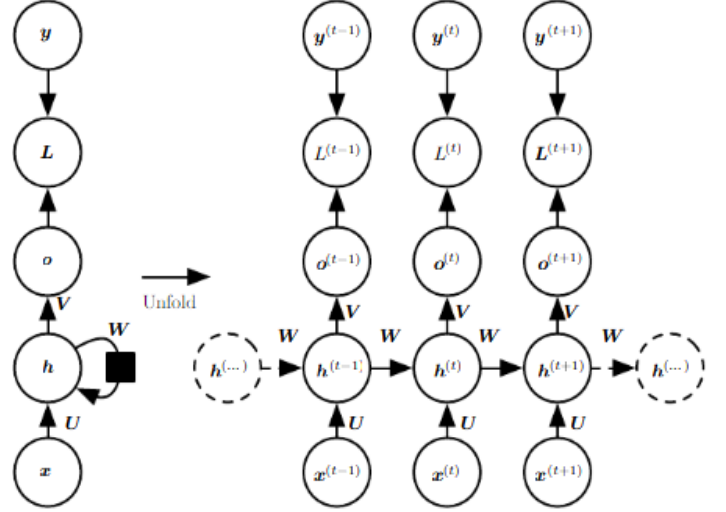 y y^(t−1) y^(t) y^(t+1)
L L^(t−1) L^(t) L^(t+1)
o o^(t−1) o^(t) o^(t+1)
Unfold
V V V V
W W W W W
h h^(...) h^(t−1) h^(t) h^(t+1) h^(...)
U U U U
x x^(t−1) x^(t) x^(t+1)